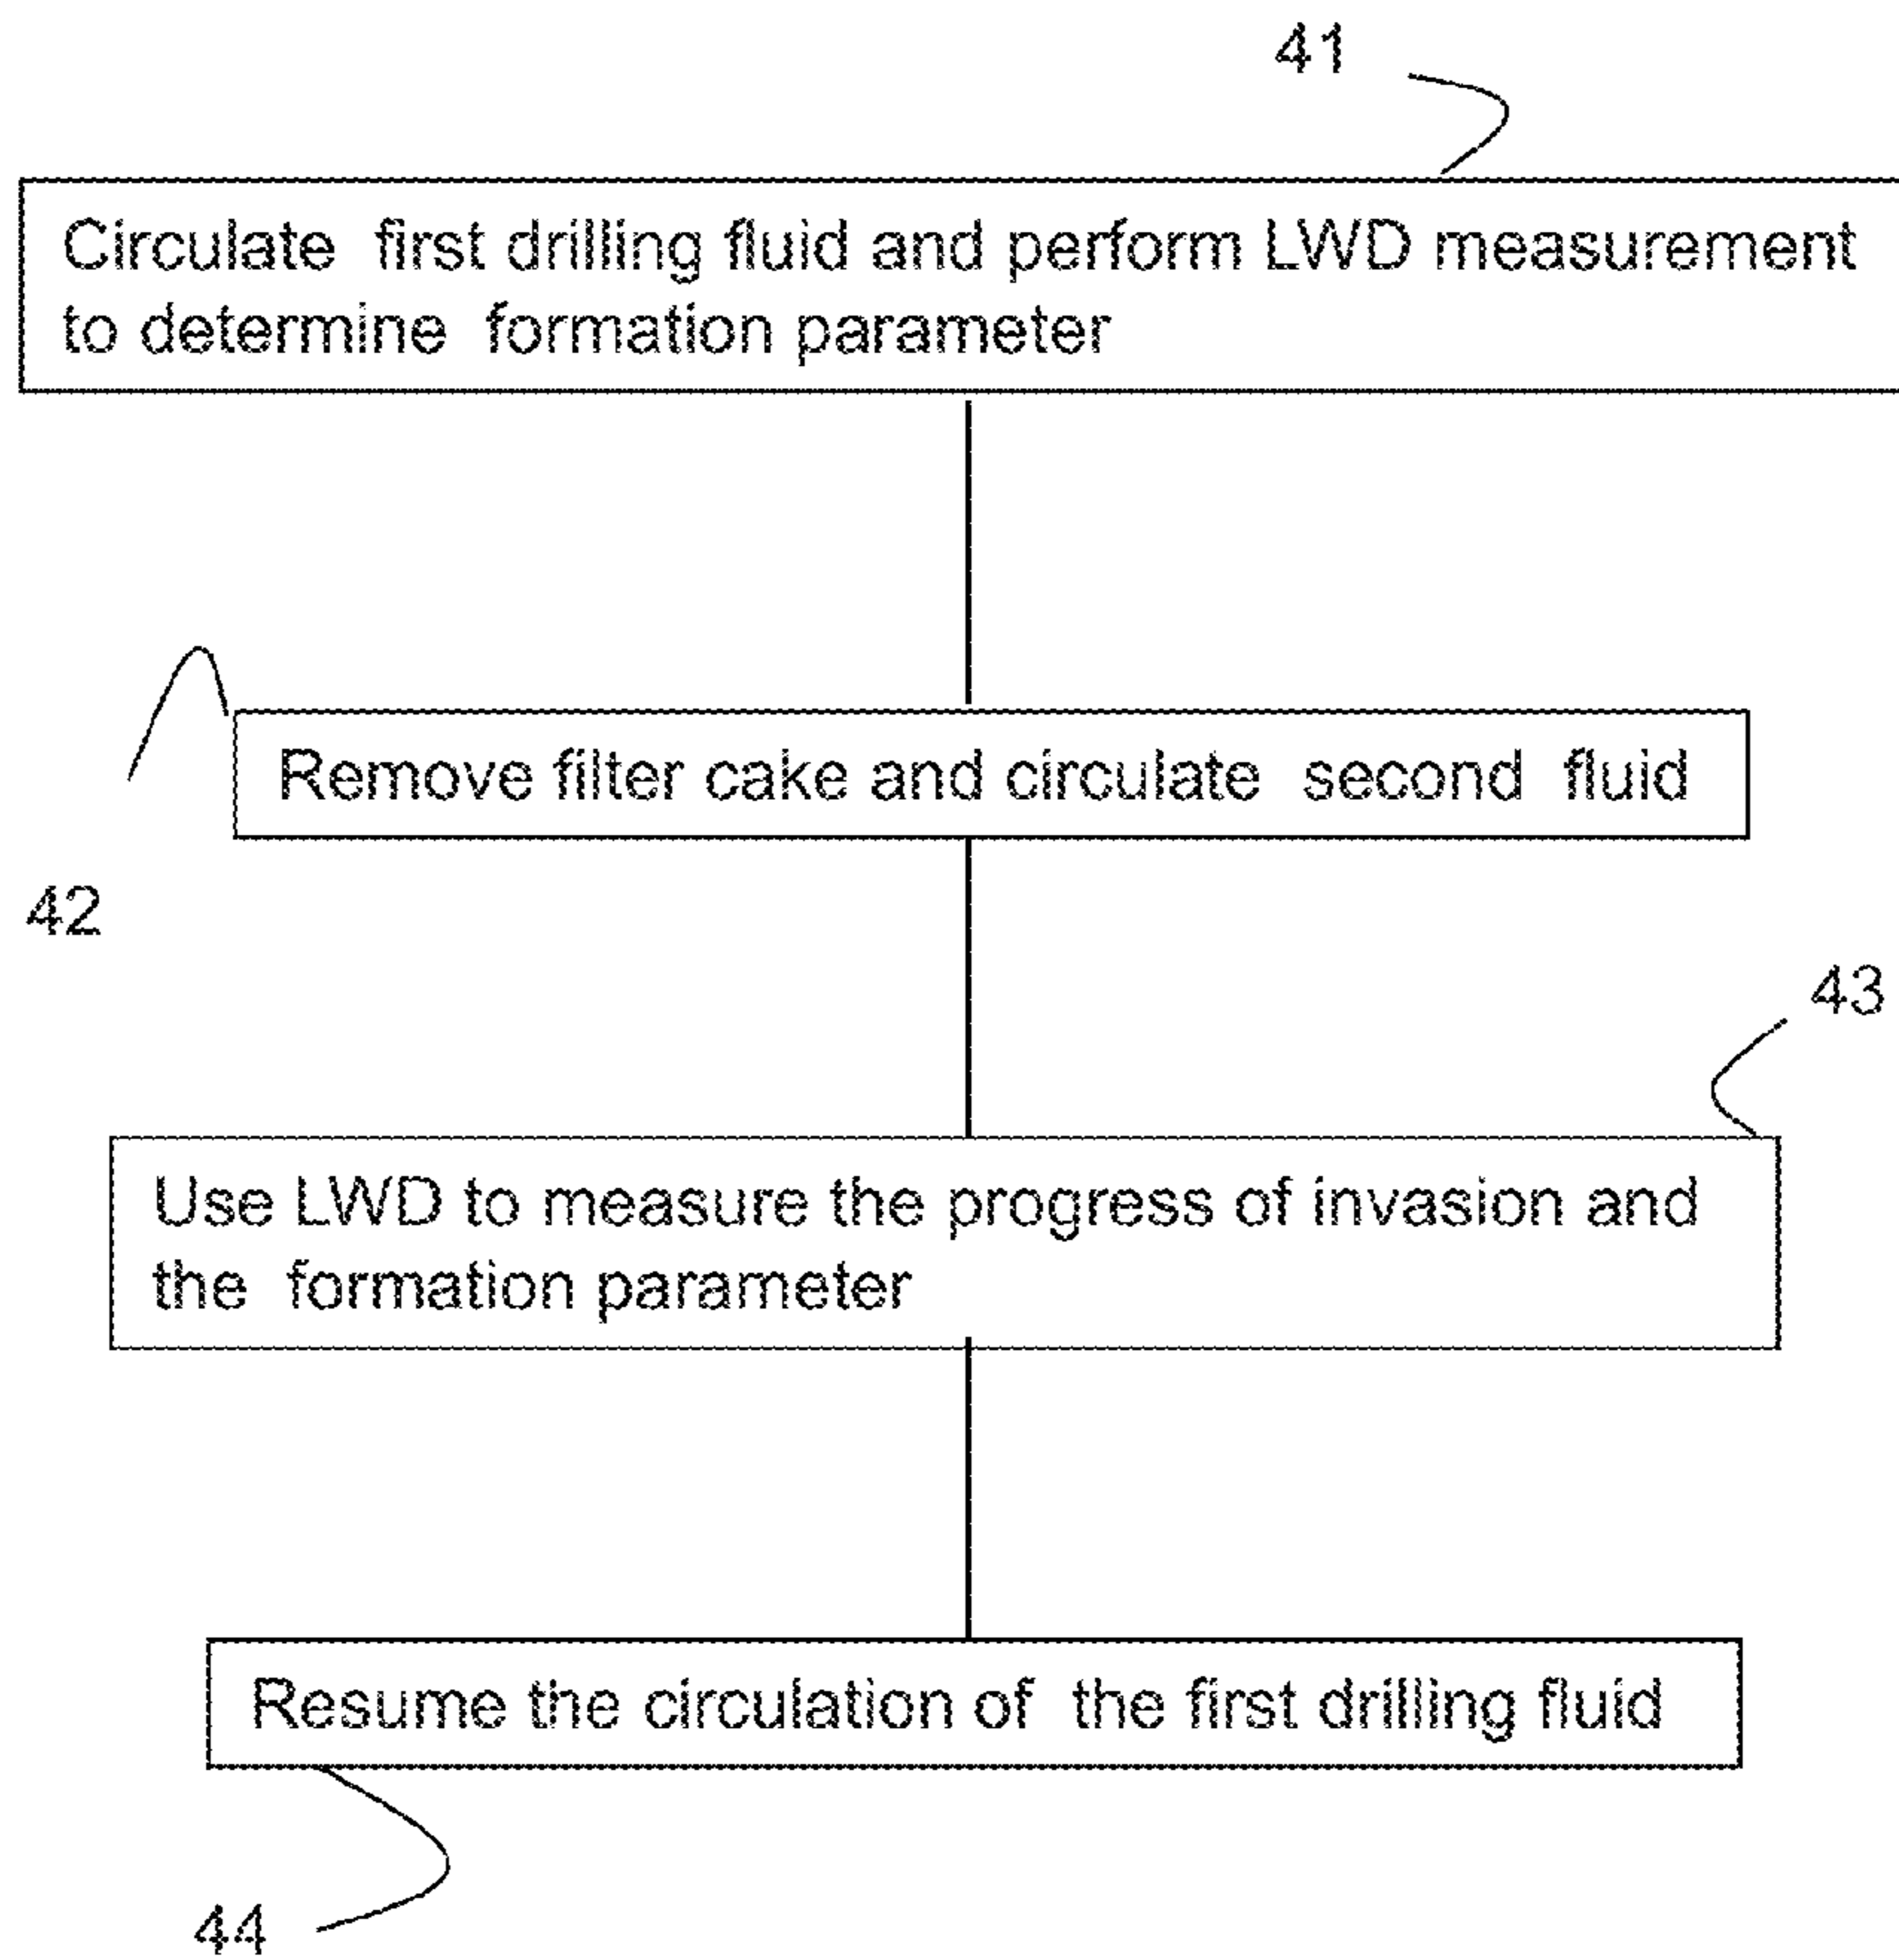 41
Circulate first drilling fluid and perform LWD measurement
to determine formation parameter
Remove filter cake and circulate second fluid
42
43
Use LWD to measure the progress of invasion and
the formation parameter
Resume the circulation of the first drilling fluid
44